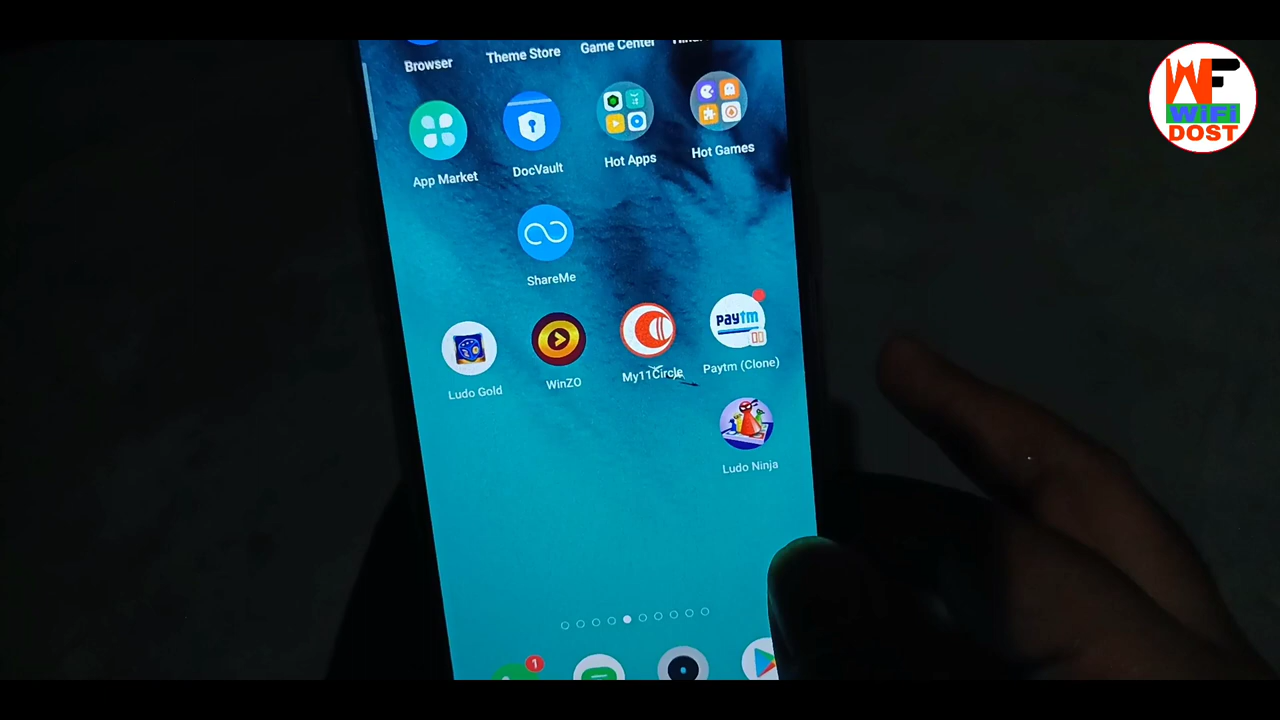 Browser
Theme Store
Game Center
App Market
DocVault
Hot Apps
Hot Games
ShareMe
Ludo Gold
WinZO
My11Circle
paytm
Paytm (Clone)
Ludo Ninja
1
WF
WiFi
DOST